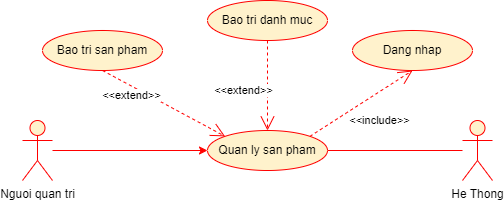 Bao tri danh muc
Bao tri san pham
Dang nhap
<<extend>>
<<extend>>
<<include>>
Quan ly san pham
Nguoi quan tri
He Thong